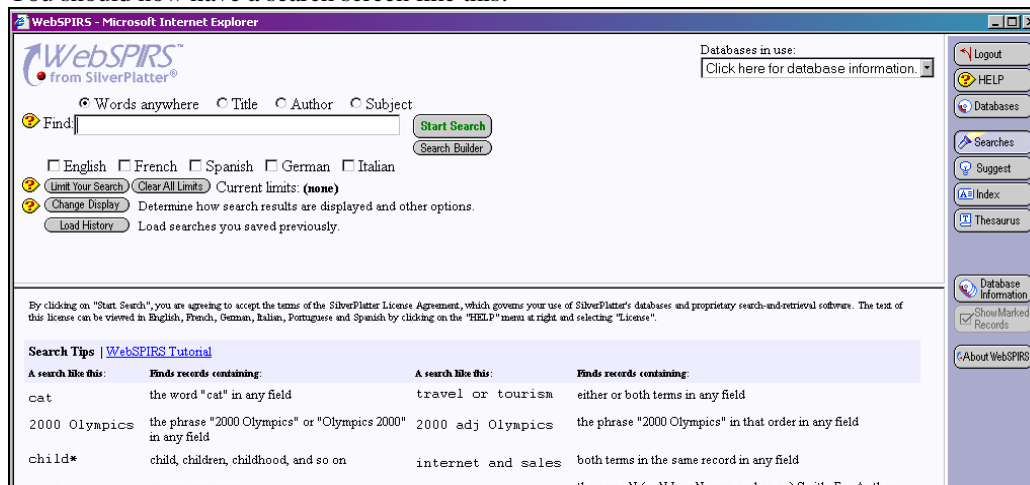 WebSPIRS - Microsoft Internet Explorer
WebSPIRS™
from SilverPlatter®
Databases in use:
Click here for database information.
Words anywhere Title Author Subject
Find:
Start Search
Search Builder
English French Spanish German Italian
Limit Your Search Clear All Limits Current limits: (none)
Change Display Determine how search results are displayed and other options.
Load History Load searches you saved previously.
Logout
HELP
Databases
Searches
Suggest
Index
Thesaurus
Database
Information
Show Marked
Records
About WebSPIRS
By clicking on "Start Search", you are agreeing to accept the terms of the SilverPlatter License Agreement, which governs your use of SilverPlatter's databases and proprietary search-and-retrieval software. The text of
this license can be viewed in English, French, German, Italian, Portuguese and Spanish by clicking on the "HELP" menu at right and selecting "License".
Search Tips | WebSPIRS Tutorial
A search like this: Finds records containing: A search like this: Finds records containing:
cat the word "cat" in any field travel or tourism either or both terms in any field
2000 Olympics the phrase "2000 Olympics" or "Olympics 2000" 2000 adj Olympics the phrase "2000 Olympics" in that order in any field
in any field
child* child, children, childhood, and so on internet and sales both terms in the same record in any field